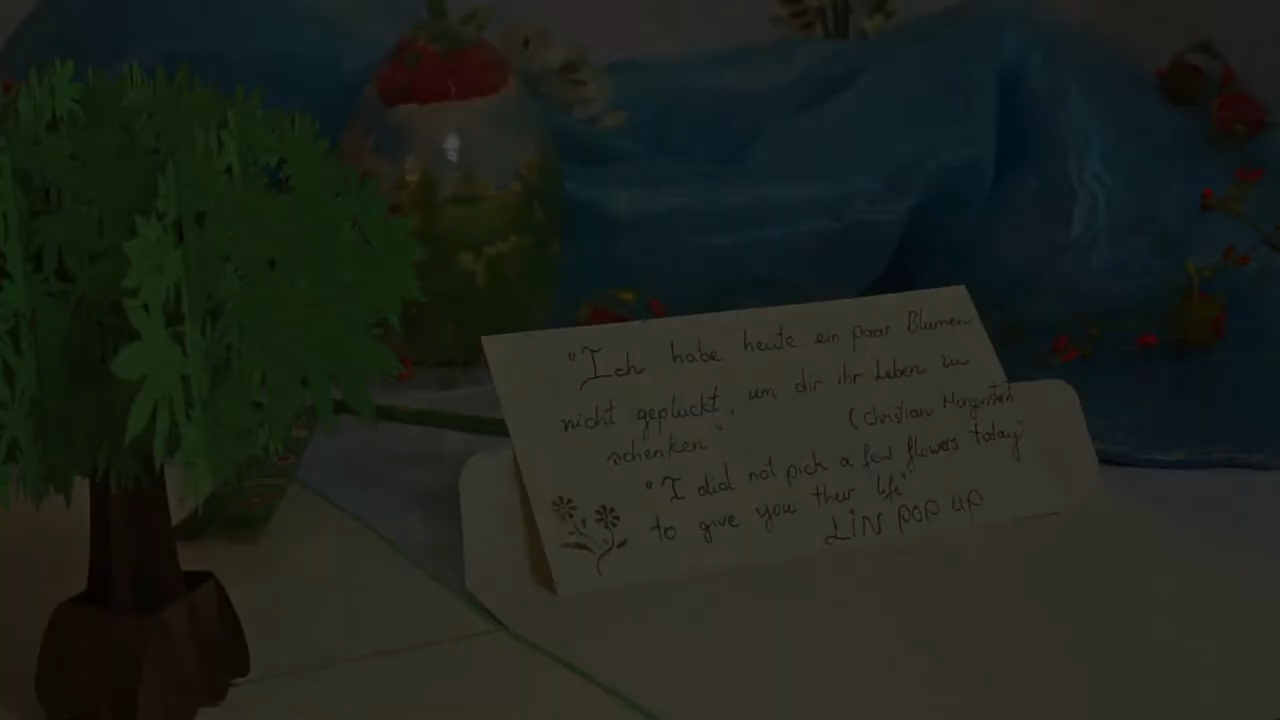 "Ich habe heute ein paar Blumen
nicht gepluckt, um dir ihr Leben zu
schenken"
(Christian Morgenstern
"I did not pick a few flowers today
to give you their life"
LIN POP UP